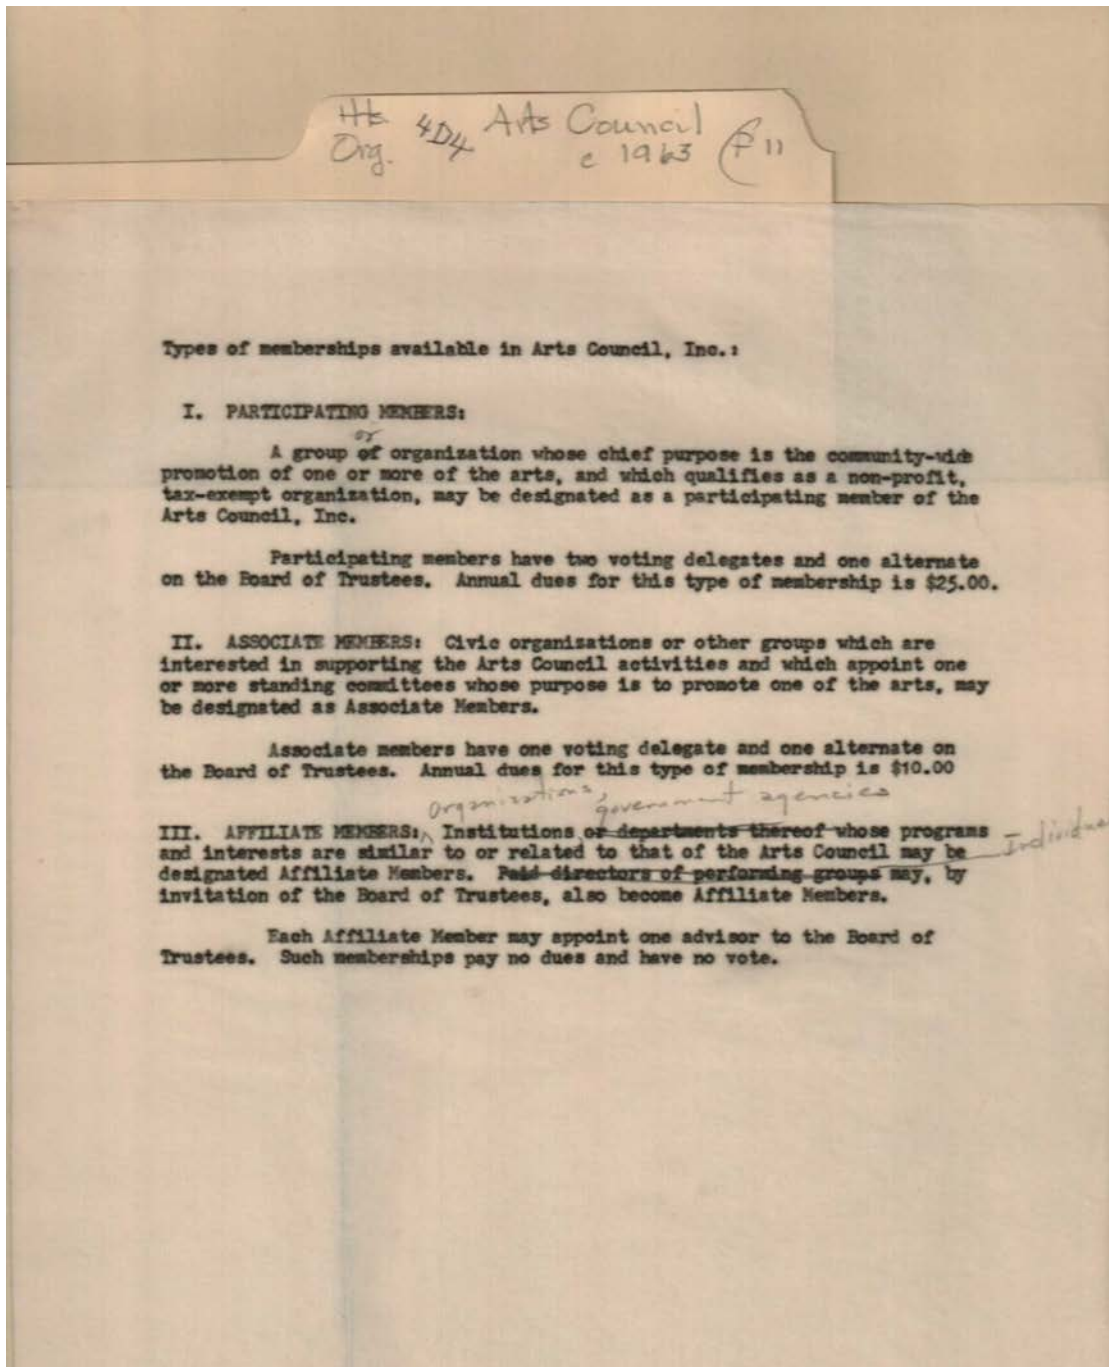 Hts.
Org. 4D4 Arts Council
c 1963 (F 11
Types of memberships available in Arts Council, Inc.:
I. PARTICIPATING MEMBERS:
or
A group of organization whose chief purpose is the community-wide
promotion of one or more of the arts, and which qualifies as a non-profit,
tax-exempt organization, may be designated as a participating member of the
Arts Council, Inc.
Participating members have two voting delegates and one alternate
on the Board of Trustees. Annual dues for this type of membership is $25.00.
II. ASSOCIATE MEMBERS: Civic organizations or other groups which are
interested in supporting the Arts Council activities and which appoint one
or more standing committees whose purpose is to promote one of the arts, may
be designated as Associate Members.
Associate members have one voting delegate and one alternate on
the Board of Trustees. Annual dues for this type of membership is $10.00
organizations, government agencies
III. AFFILIATE MEMBERS: Institutions or departments thereof whose programs
and interests are similar to or related to that of the Arts Council may be
designated Affiliate Members. Paid directors of performing groups may, by
invitation of the Board of Trustees, also become Affiliate Members.
Each Affiliate Member may appoint one advisor to the Board of
Trustees. Such memberships pay no dues and have no vote.